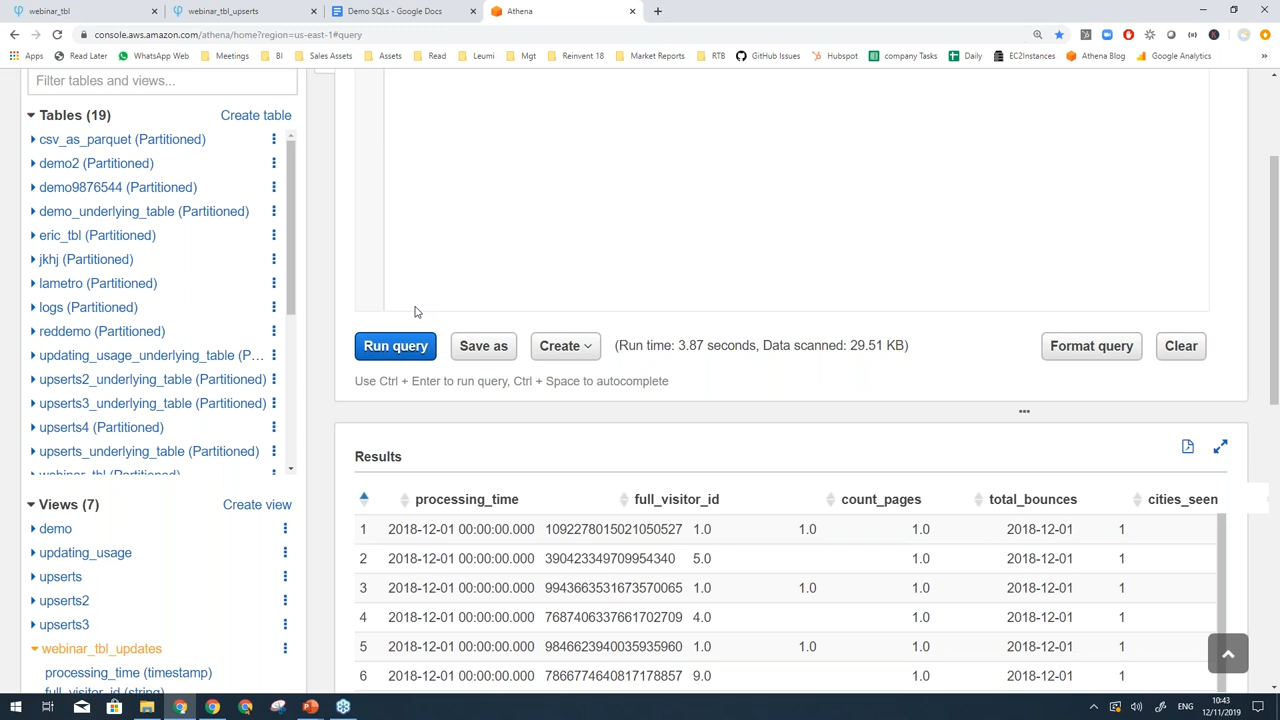 webinar_tbl
webinar_tbl_upserts
Demo SQLs - Google Docs
Athena
console.aws.amazon.com/athena/home?region=us-east-1#query
Apps
Read Later
WhatsApp Web
Meetings
BI
Assets
Assets
Read
Leumi
Mgt
Reinvent 18
Market Reports
RTB
GitHub Issues
Hubspot
company Tasks
Daily
EC2Instances
Athena Blog
Google Analytics
Filter tables and views...
Tables (19)
Create table
csv_as_parquet (Partitioned)
demo2 (Partitioned)
demo9876544 (Partitioned)
demo_underlying_table (Partitioned)
eric_tbl (Partitioned)
jkhj (Partitioned)
lametro (Partitioned)
logs (Partitioned)
reddemo (Partitioned)
updating_usage_underlying_table (P...
upserts2_underlying_table (Partitioned)
upserts3_underlying_table (Partitioned)
upserts4 (Partitioned)
upserts_underlying_table (Partitioned)
webinar_tbl (Partitioned)
Views (7)
Create view
demo
updating_usage
upserts
upserts2
upserts3
webinar_tbl_updates
processing_time (timestamp)
full_visitor_id (string)
Run query
Save as
Create
(Run time: 3.87 seconds, Data scanned: 29.51 KB)
Format query
Clear
Use Ctrl + Enter to run query, Ctrl + Space to autocomplete
Results
processing_time full_visitor_id count_pages total_bounces cities_seen
1 2018-12-01 00:00:00.000 1092278015021050527 1.0 1.0 1.0 2018-12-01 1
2 2018-12-01 00:00:00.000 390423349709954340 5.0 1.0 2018-12-01 1
3 2018-12-01 00:00:00.000 9943663531673570065 1.0 1.0 1.0 2018-12-01 1
4 2018-12-01 00:00:00.000 7687406337661702709 4.0 1.0 2018-12-01 1
5 2018-12-01 00:00:00.000 9846623940035935960 1.0 1.0 1.0 2018-12-01 1
6 2018-12-01 00:00:00.000 7866774640817178857 9.0 1.0 2018-12-01 1
ENG
10:43
12/11/2019